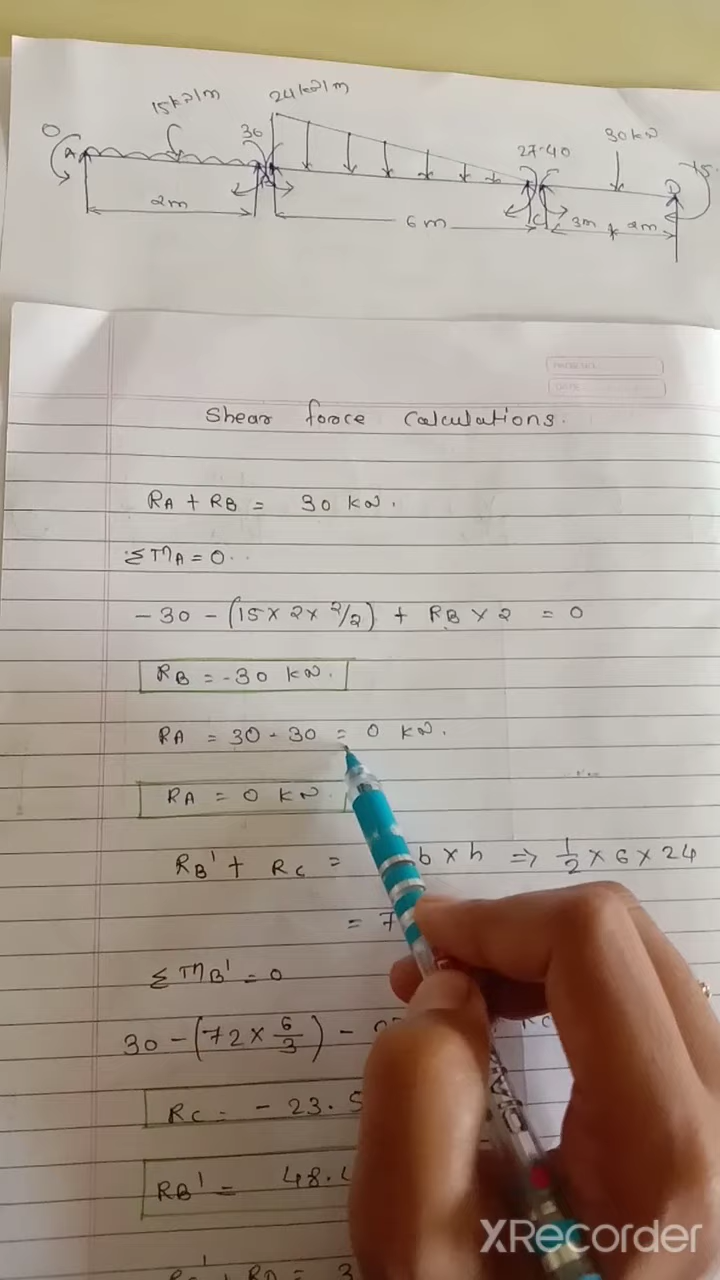 15kN/m 24kN/m
0 A 30 27.40 30kN 15
C D
2m 6m 3m 2m
Shear force Calculations.
RA + RB = 30 kN.
ΣMA = 0..
-30 - (15 × 2 × 2/2) + RB × 2 = 0
RB = -30 kN.
RA = 30 - 30 = 0 kN.
RA = 0 kN.
RB' + RC = b × h ⇒ 1/2 × 6 × 24
= 7
ΣMB' = 0
30 - (72 × 6/3) -
RC = - 23.5
RB' = 48.4
XRecorder